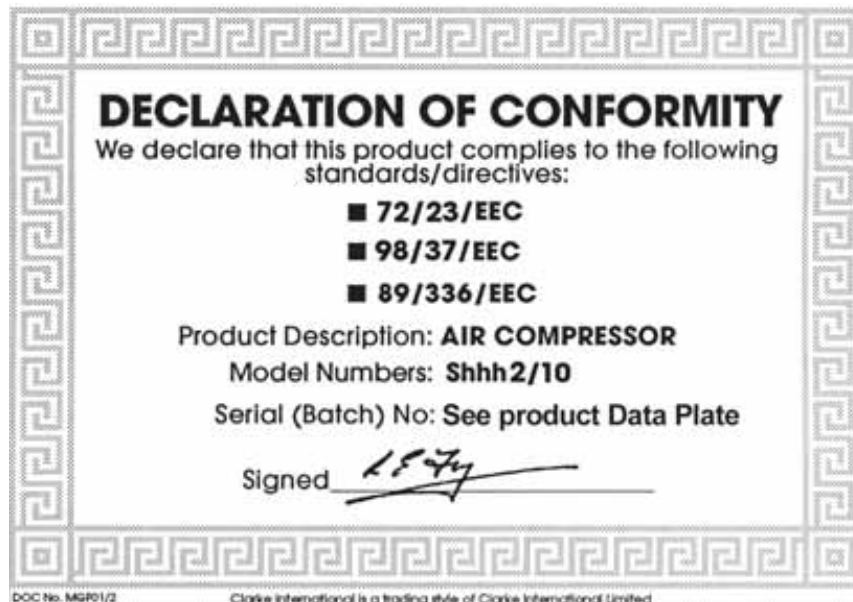 DECLARATION OF CONFORMITY
We declare that this product complies to the following
standards/directives:
■ 72/23/EEC
■ 98/37/EEC
■ 89/336/EEC
Product Description: AIR COMPRESSOR
Model Numbers: Shhh2/10
Serial (Batch) No: See product Data Plate
Signed
DOC No. MGP01/2
Clarke International is a trading style of Clarke International Limited